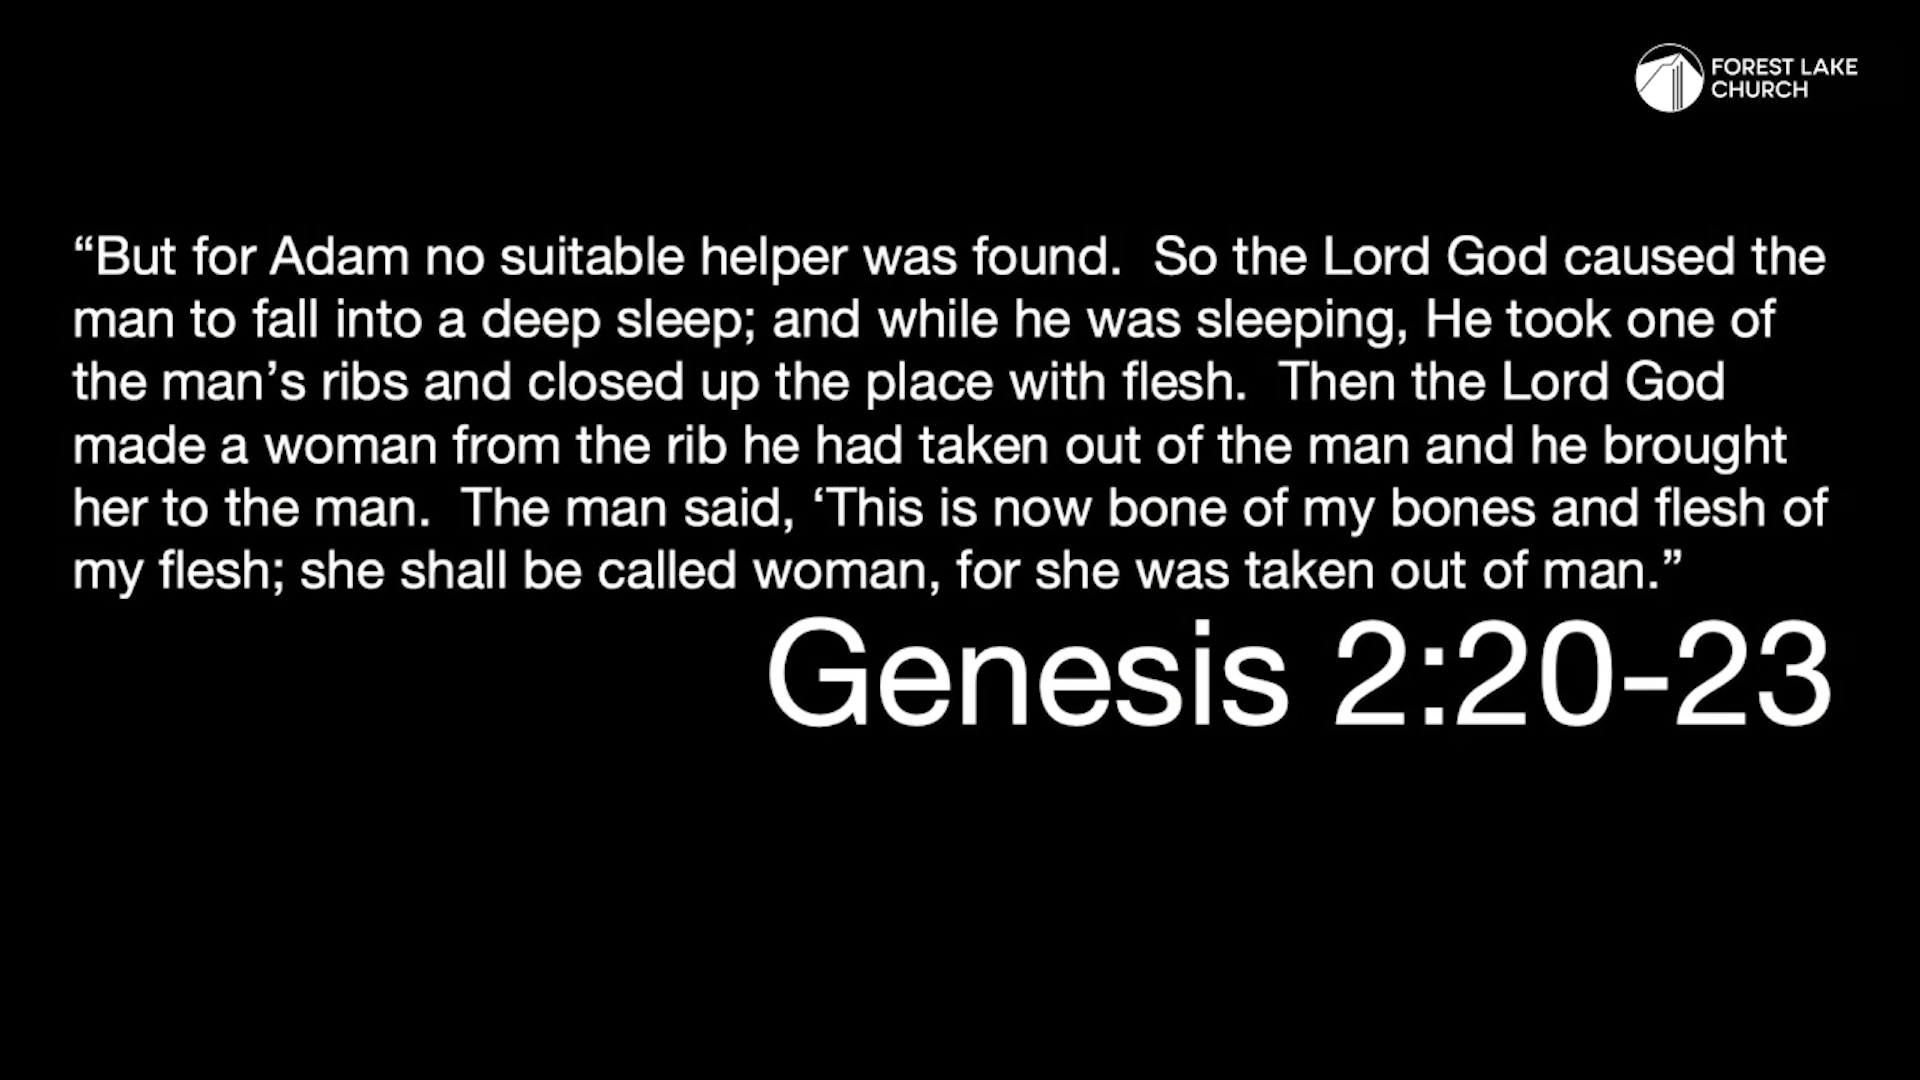 FOREST LAKE
CHURCH
“But for Adam no suitable helper was found.  So the Lord God caused the
man to fall into a deep sleep; and while he was sleeping, He took one of
the man’s ribs and closed up the place with flesh.  Then the Lord God
made a woman from the rib he had taken out of the man and he brought
her to the man.  The man said, ‘This is now bone of my bones and flesh of
my flesh; she shall be called woman, for she was taken out of man.”
Genesis 2:20-23